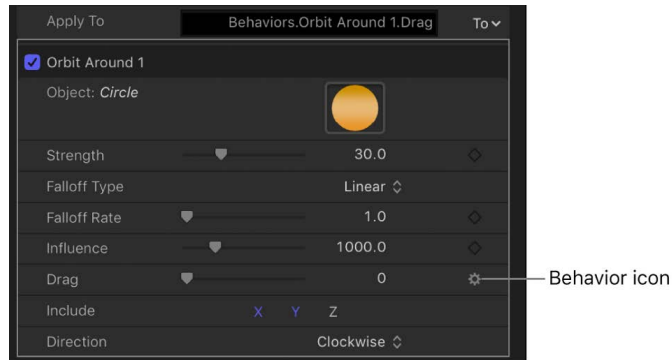 Apply To Behaviors.Orbit Around 1.Drag To
Orbit Around 1
Object: Circle
Strength 30.0
Falloff Type Linear
Falloff Rate 1.0
Influence 1000.0
Drag 0 Behavior icon
Include X Y Z
Direction Clockwise